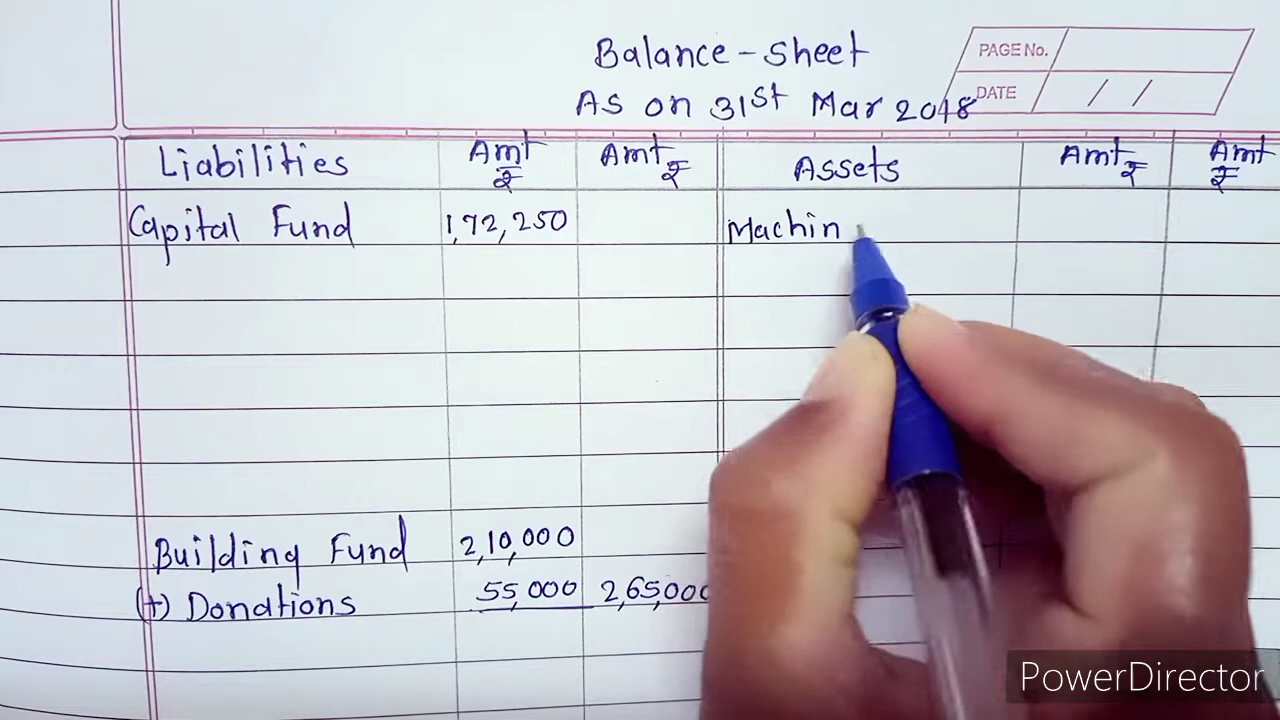 Balance-Sheet
PAGE No.
As on 31st Mar 2018
DATE / /
Liabilities Amt ₹ Amt ₹ Assets Amt ₹ Amt ₹
Capital Fund 1,72,250 Machin
Building Fund 2,10,000
(+) Donations 55,000 2,65,000
PowerDirector